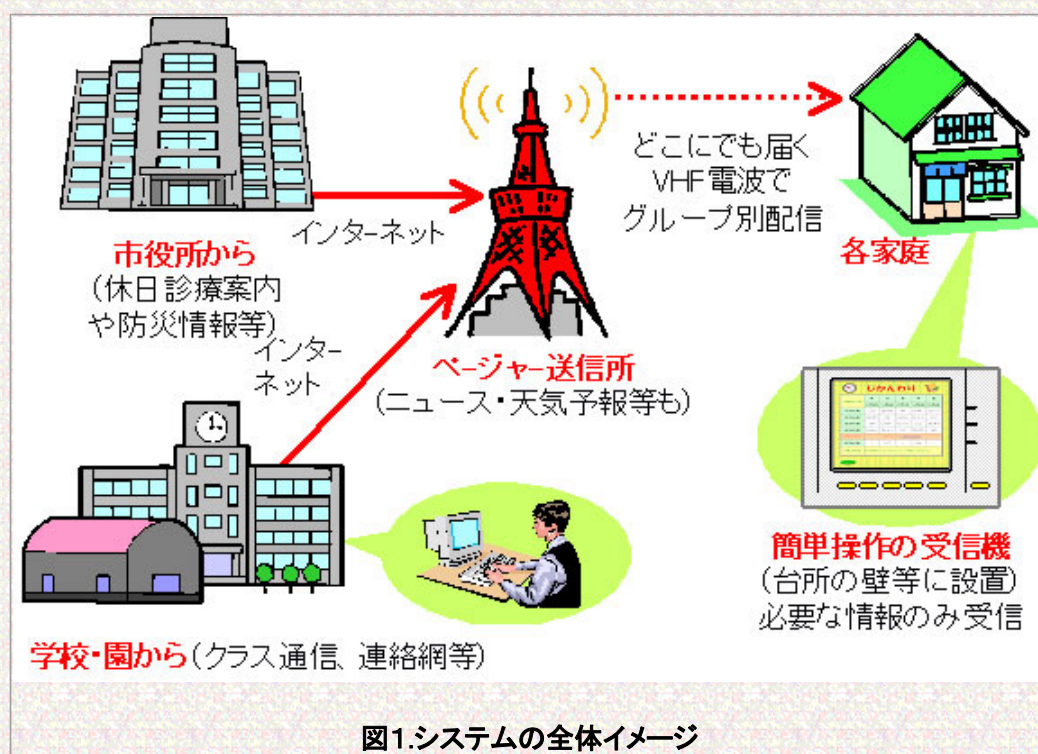 どこにでも届く
VHF電波で
グループ別配信
インターネット
市役所から
(休日診療案内
や防災情報等)
各家庭
インター
ネット
ページャー送信所
(ニュース・天気予報等も)
じかんわり
簡単操作の受信機
(台所の壁等に設置)
必要な情報のみ受信
学校・園から(クラス通信、連絡網等)
図1.システムの全体イメージ